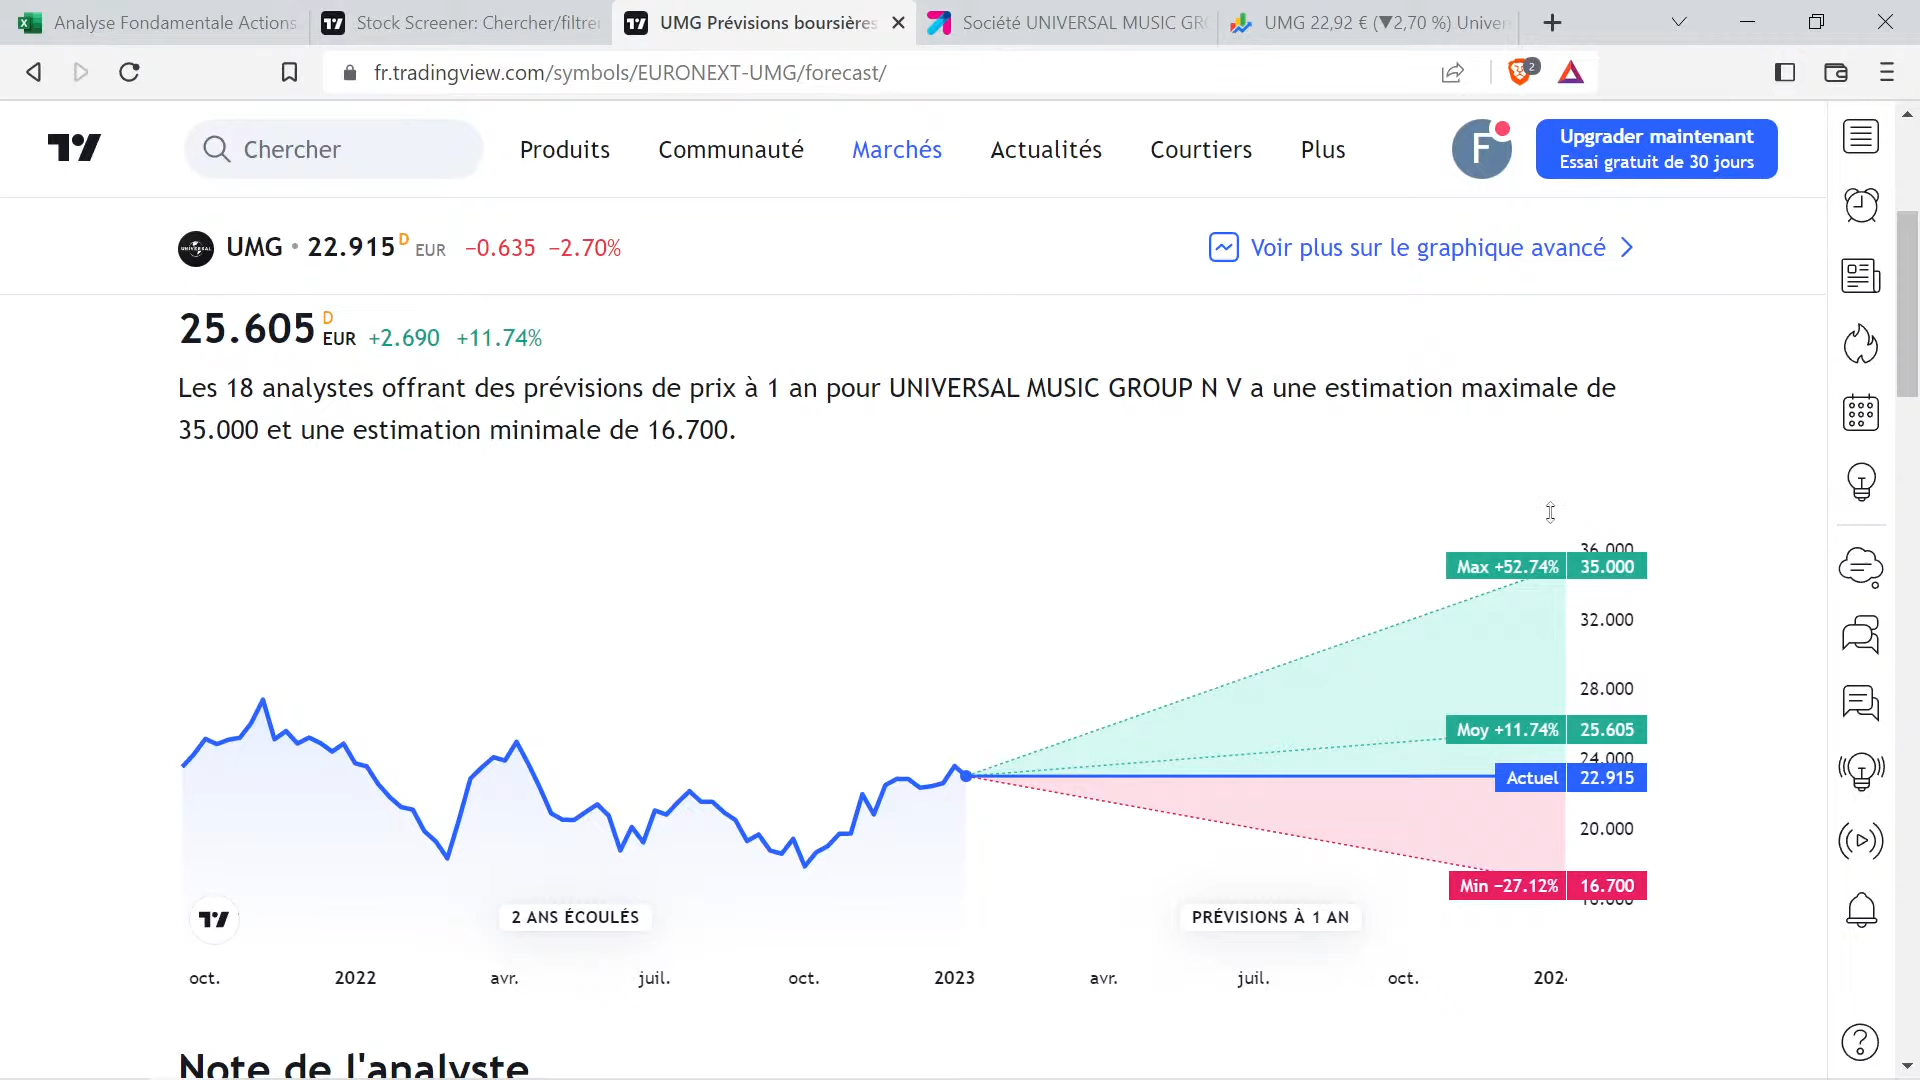 Analyse Fondamentale Actions
Stock Screener: Chercher/filtrer
UMG Prévisions boursières
Société UNIVERSAL MUSIC GR
UMG 22,92 € (▼2,70 %) Univer
fr.tradingview.com/symbols/EURONEXT-UMG/forecast/
2
Chercher
Produits
Communauté
Marchés
Actualités
Courtiers
Plus
F
Upgrader maintenant
Essai gratuit de 30 jours
UNIVERSAL
UMG • 22.915 D EUR −0.635 −2.70%
Voir plus sur le graphique avancé
25.605 D EUR +2.690 +11.74%
Les 18 analystes offrant des prévisions de prix à 1 an pour UNIVERSAL MUSIC GROUP N V a une estimation maximale de
35.000 et une estimation minimale de 16.700.
36.000
Max +52.74% 35.000
32.000
28.000
Moy +11.74% 25.605
24.000
Actuel 22.915
20.000
Min −27.12% 16.700
16.000
2 ANS ÉCOULÉS
PRÉVISIONS À 1 AN
oct. 2022 avr. juil. oct. 2023 avr. juil. oct. 2024
Note de l'analyste